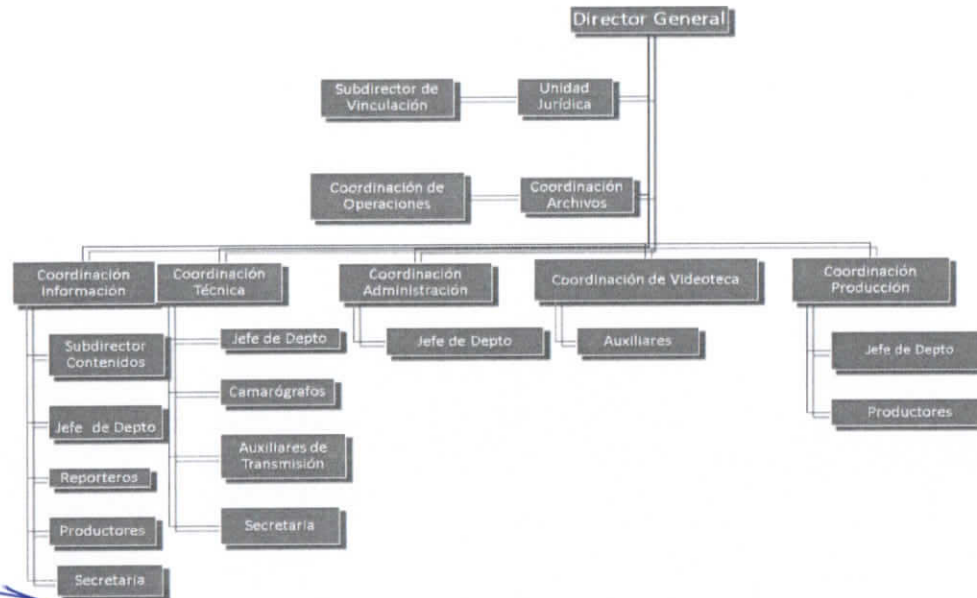 Director General
Subdirector de
Vinculación
Unidad
Jurídica
Coordinación de
Operaciones
Coordinación
Archivos
Coordinación
Información
Coordinación
Técnica
Coordinación
Administración
Coordinación de Videoteca
Coordinación
Producción
Subdirector
Contenidos
Jefe de Depto
Reporteros
Productores
Secretaria
Jefe de Depto
Camarógrafos
Auxiliares de
Transmisión
Secretaria
Jefe de Depto
Auxiliares
Jefe de Depto
Productores